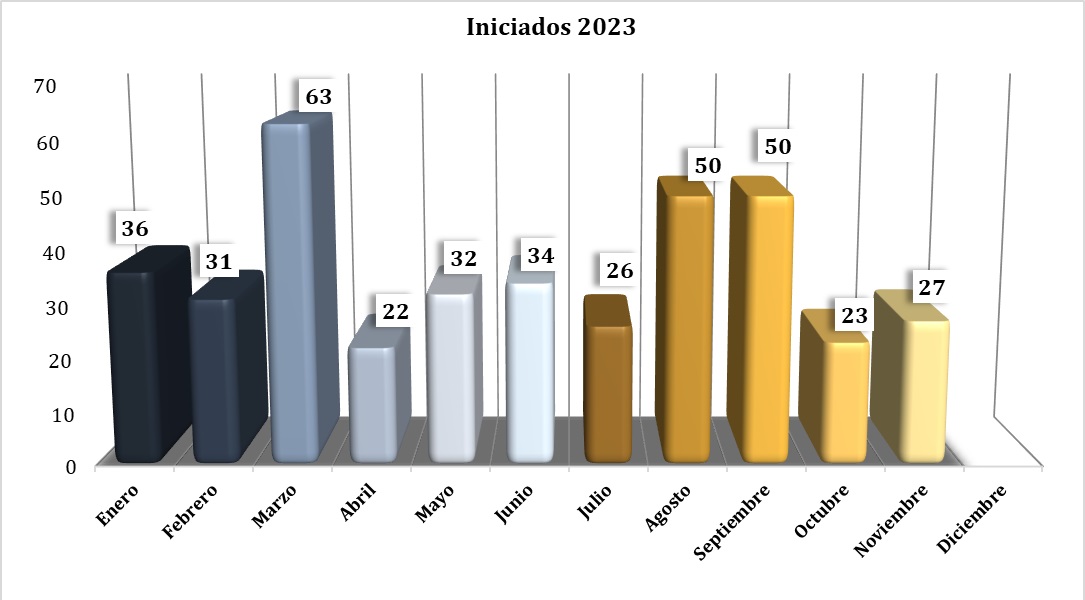 Iniciados 2023
70
60
50
40
30
20
10
0
36
31
63
22
32
34
26
50
50
23
27
Enero
Febrero
Marzo
Abril
Mayo
Junio
Julio
Agosto
Septiembre
Octubre
Noviembre
Diciembre